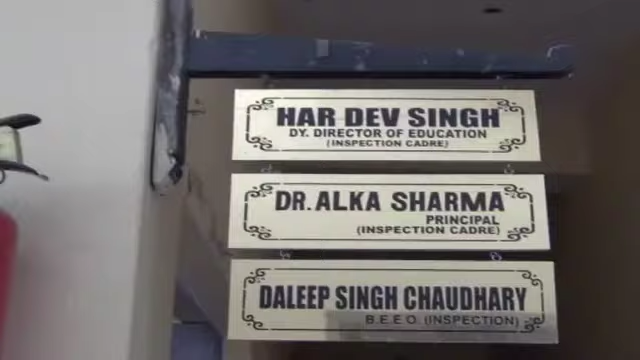 HAR DEV SINGH
DY. DIRECTOR OF EDUCATION
(INSPECTION CADRE)
DR. ALKA SHARMA
PRINCIPAL
(INSPECTION CADRE)
DALEEP SINGH CHAUDHARY
B.E.E.O. (INSPECTION)